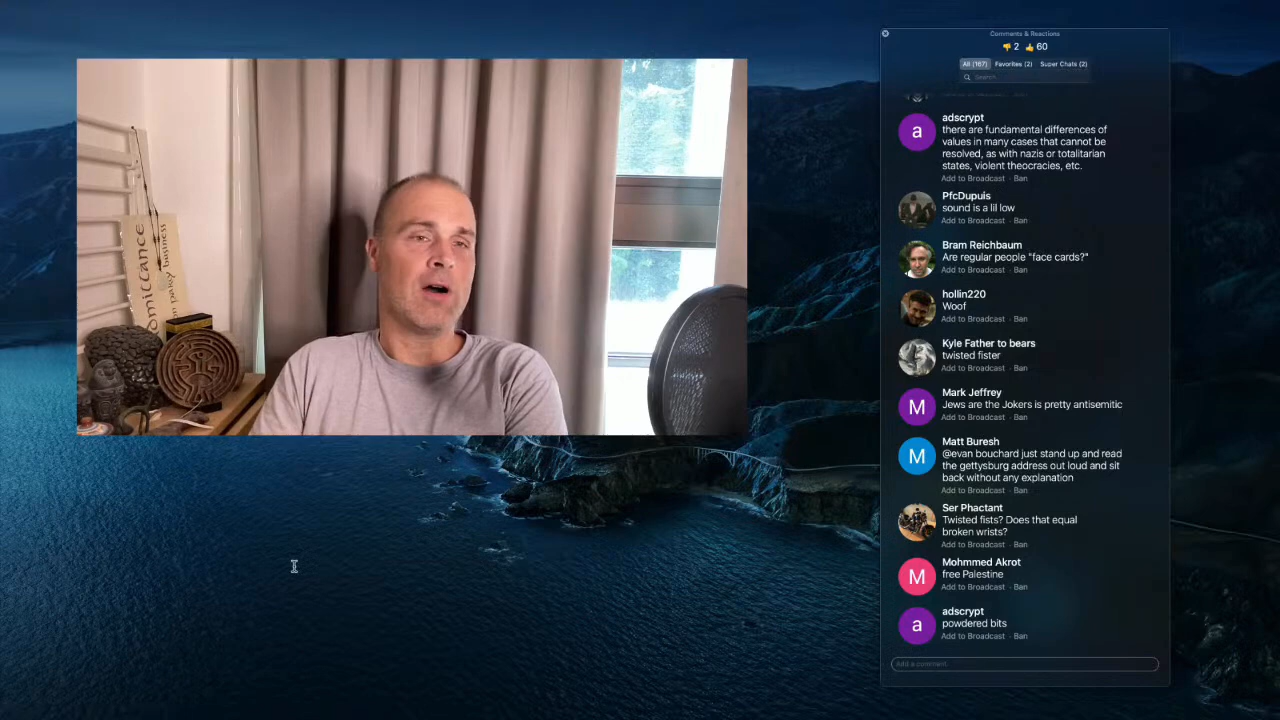 Comments & Reactions
👎 2 👍 60
All (167) Favorites (2) Super Chats (2)
Search
adscrypt
there are fundamental differences of
values in many cases that cannot be
resolved, as with nazis or totalitarian
states, violent theocracies, etc.
Add to Broadcast · Ban
PfcDupuis
sound is a lil low
Add to Broadcast · Ban
Bram Reichbaum
Are regular people "face cards?"
Add to Broadcast · Ban
hollin220
Woof
Add to Broadcast · Ban
Kyle Father to bears
twisted fister
Add to Broadcast · Ban
M
Mark Jeffrey
Jews are the Jokers is pretty antisemitic
Add to Broadcast · Ban
M
Matt Buresh
@evan bouchard just stand up and read
the gettysburg address out loud and sit
back without any explanation
Add to Broadcast · Ban
Ser Phactant
Twisted fists? Does that equal
broken wrists?
Add to Broadcast · Ban
M
Mohmmed Akrot
free Palestine
Add to Broadcast · Ban
a
adscrypt
powdered bits
Add to Broadcast · Ban
Add a comment
a
omittance
business